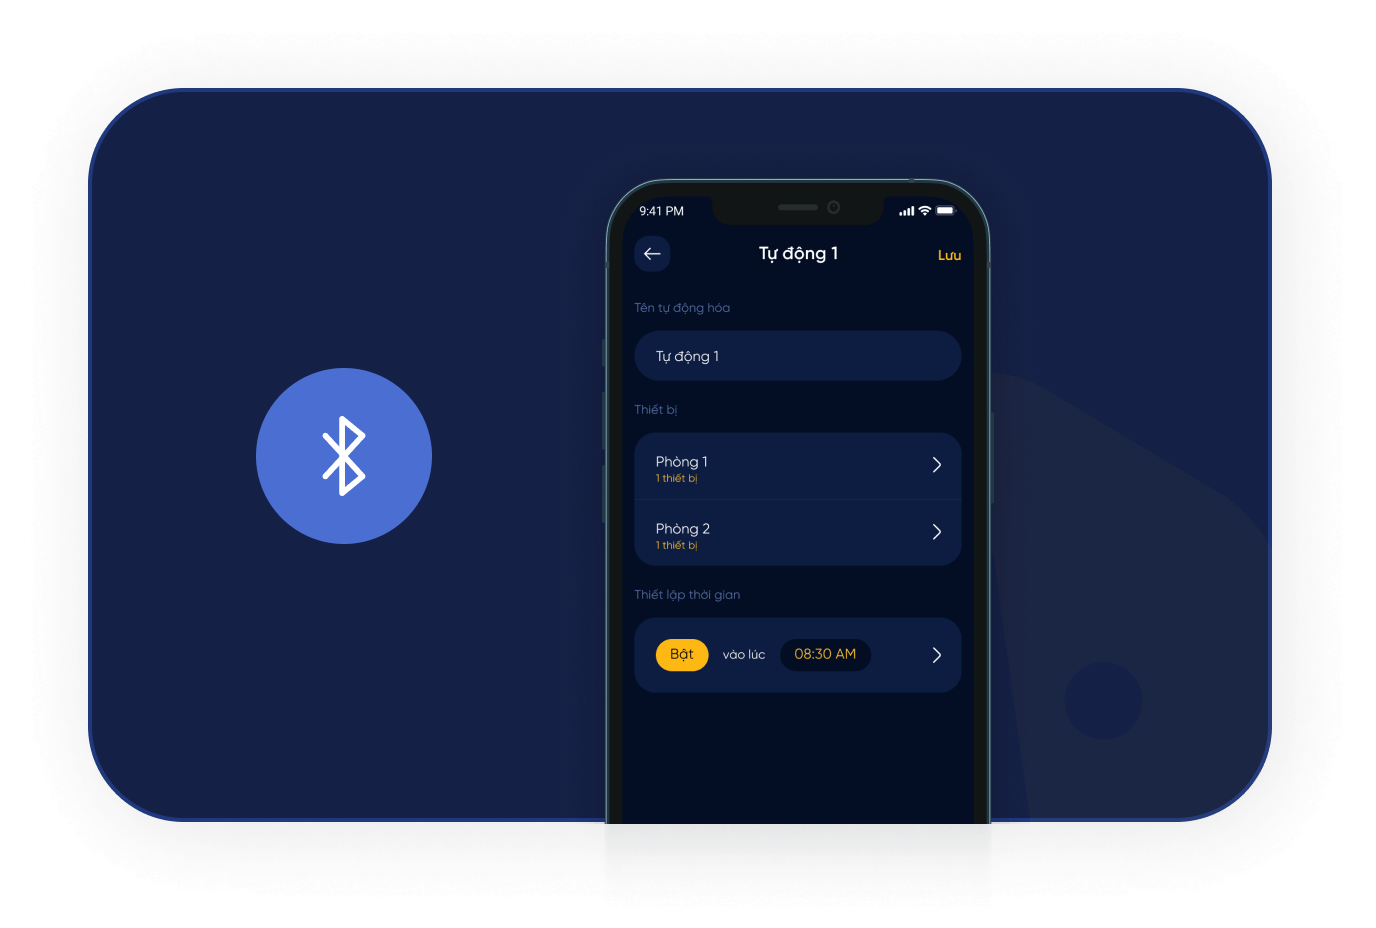 9:41 PM
Tự động 1
Lưu
Tên tự động hóa
Tự động 1
Thiết bị
Phòng 1
1 thiết bị
Phòng 2
1 thiết bị
Thiết lập thời gian
Bật vào lúc 08:30 AM